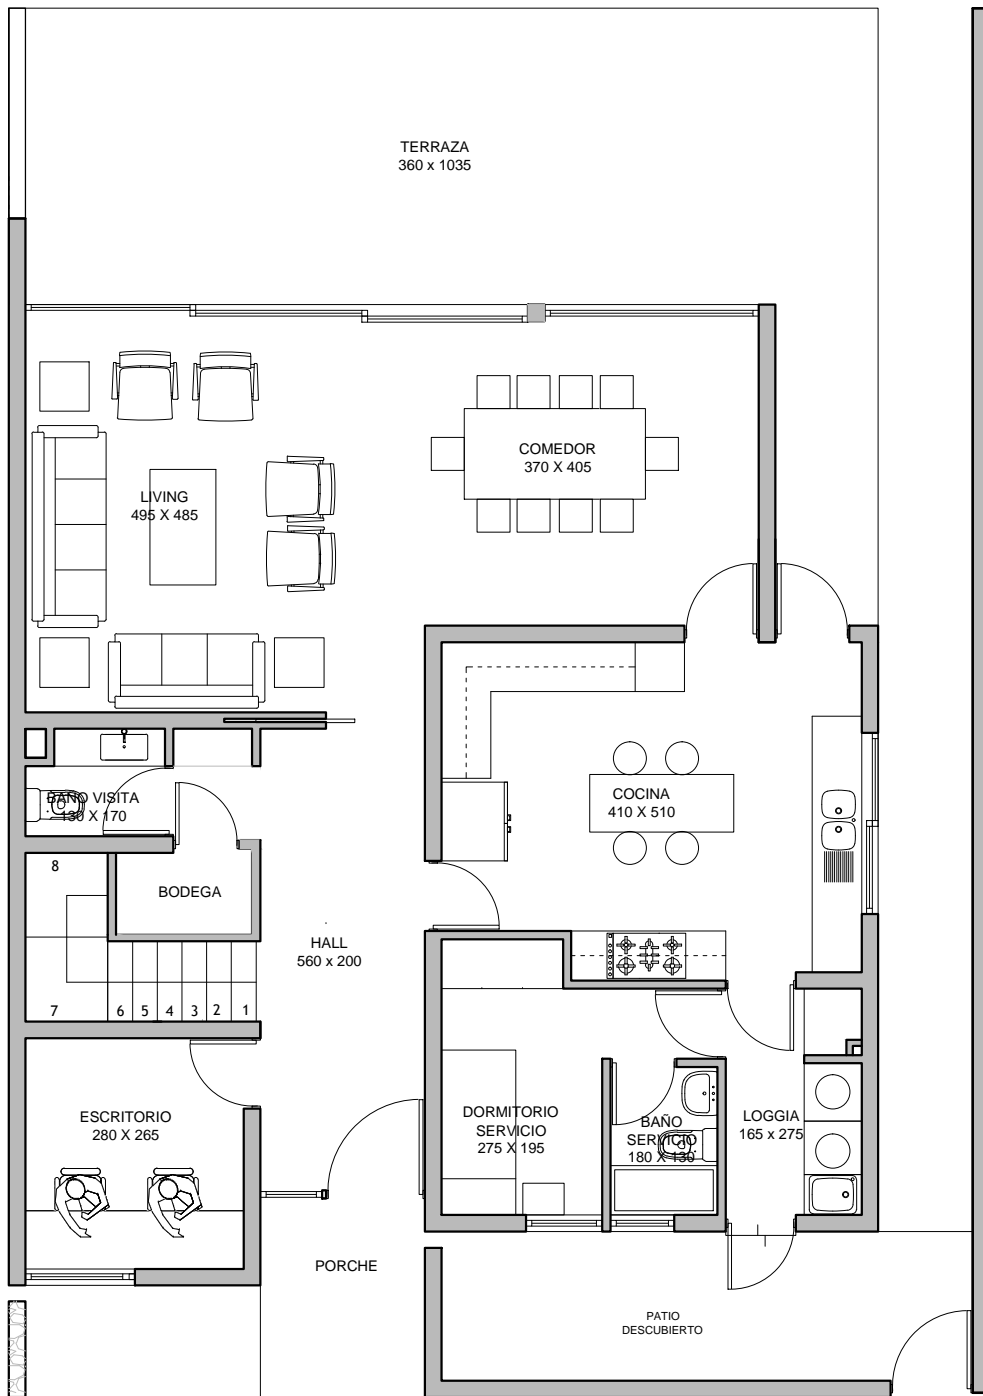 TERRAZA
360 x 1035
COMEDOR
370 X 405
LIVING
495 X 485
BAÑO VISITA
130 X 170
COCINA
410 X 510
8
BODEGA
HALL
560 x 200
7
6
5
4
3
2
1
ESCRITORIO
280 X 265
DORMITORIO
SERVICIO
275 X 195
BAÑO
SERVICIO
180 X 130
LOGGIA
165 x 275
PORCHE
PATIO
DESCUBIERTO